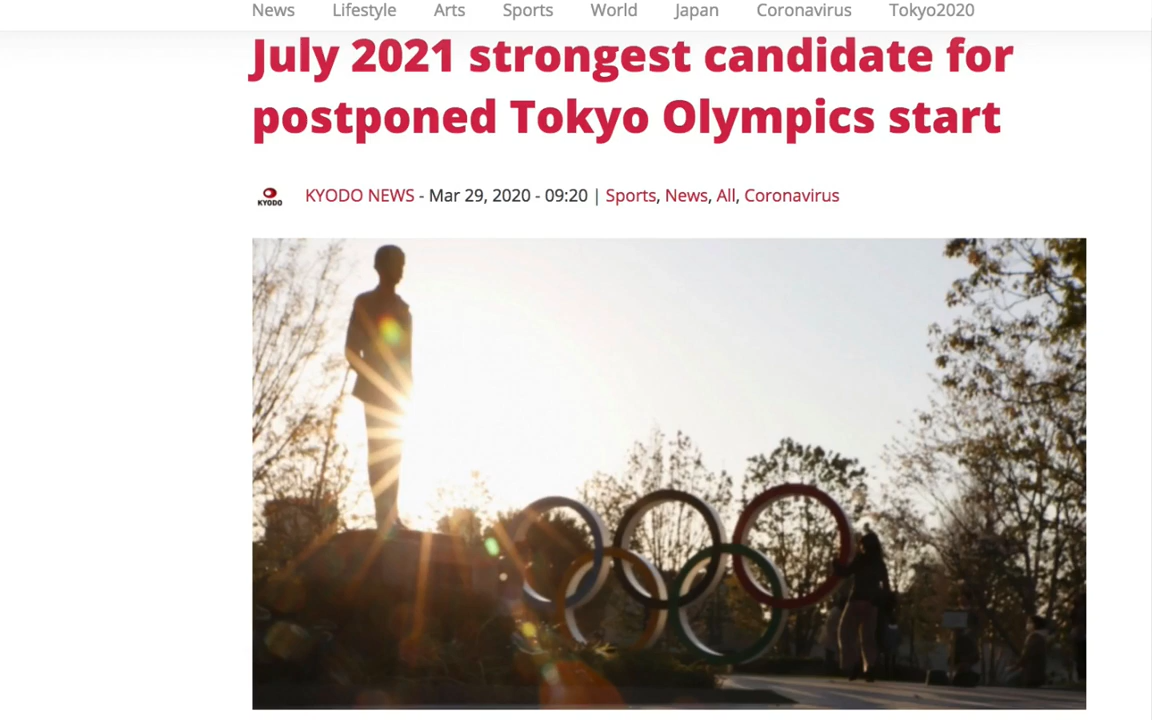 News Lifestyle Arts Sports World Japan Coronavirus Tokyo2020
July 2021 strongest candidate for
postponed Tokyo Olympics start
KYODO
KYODO NEWS - Mar 29, 2020 - 09:20 | Sports, News, All, Coronavirus